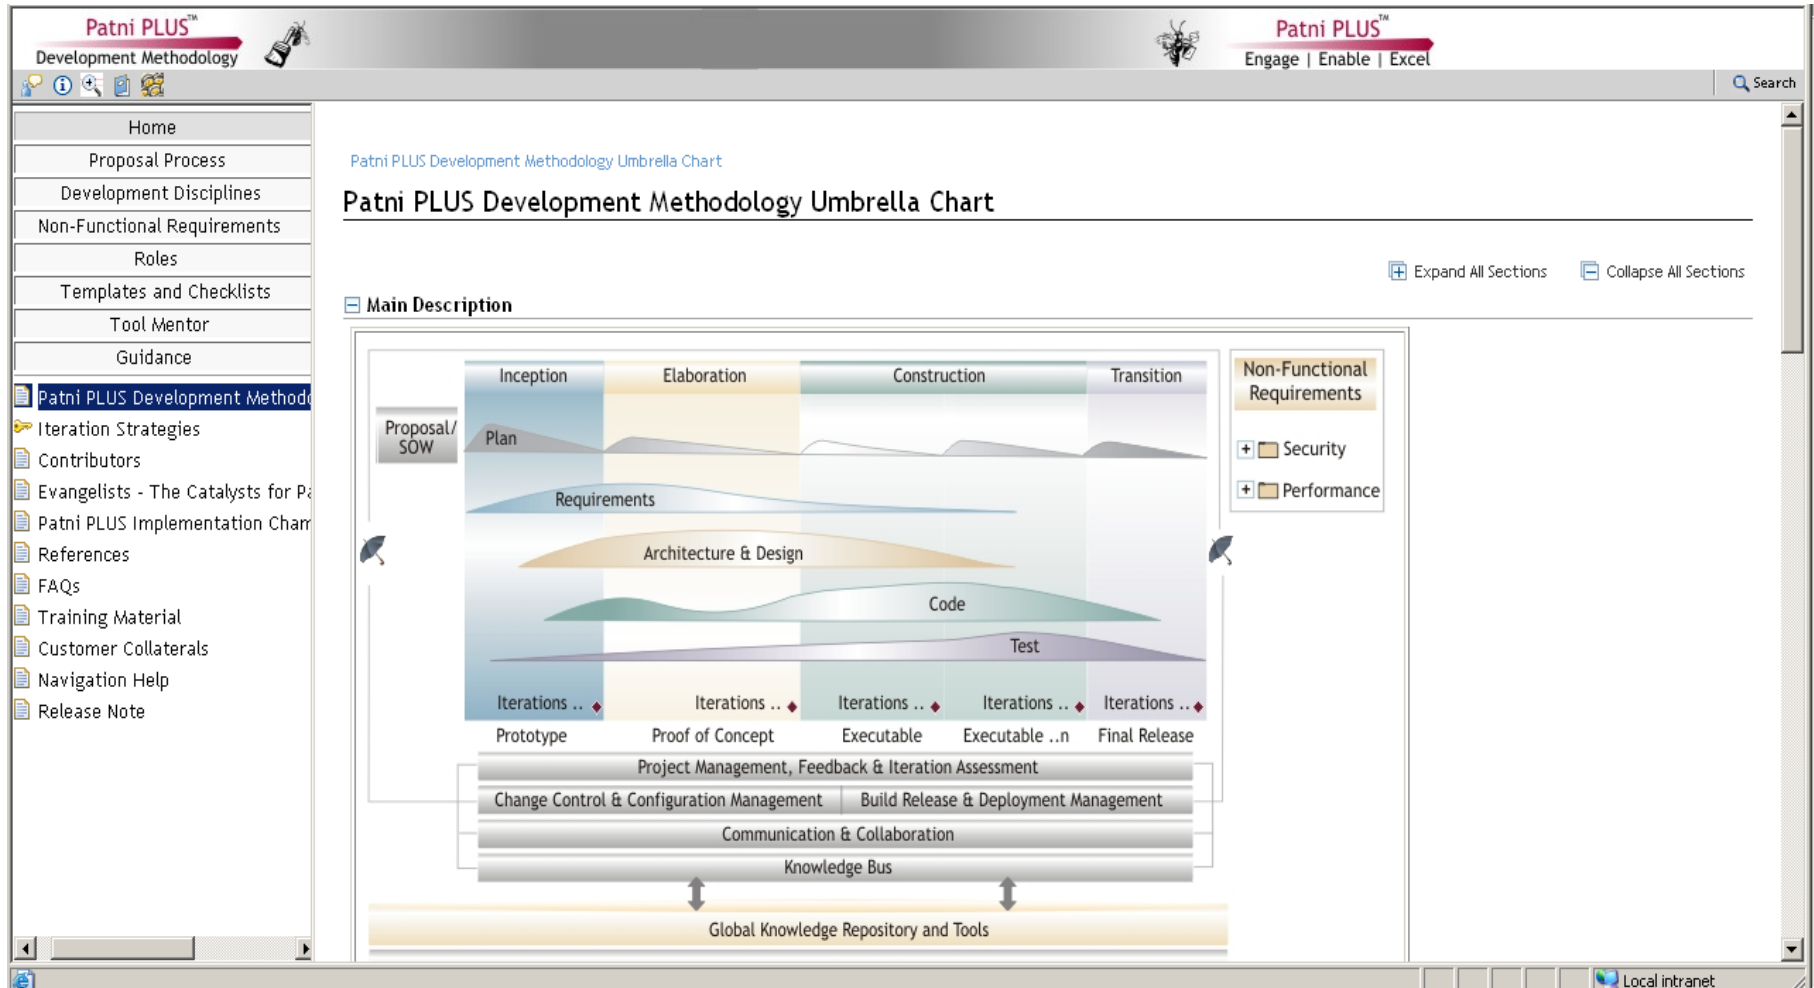 Patni PLUS™
Development Methodology
Patni PLUS™
Engage | Enable | Excel
Search
Home
Proposal Process
Development Disciplines
Non-Functional Requirements
Roles
Templates and Checklists
Tool Mentor
Guidance
Patni PLUS Development Methodo
Iteration Strategies
Contributors
Evangelists - The Catalysts for Pa
Patni PLUS Implementation Cham
References
FAQs
Training Material
Customer Collaterals
Navigation Help
Release Note
Patni PLUS Development Methodology Umbrella Chart
Patni PLUS Development Methodology Umbrella Chart
Expand All Sections Collapse All Sections
Main Description
Inception Elaboration Construction Transition
Proposal/
SOW
Plan
Requirements
Architecture & Design
Code
Test
Iterations .. Iterations .. Iterations .. Iterations .. Iterations ..
Prototype Proof of Concept Executable Executable ..n Final Release
Project Management, Feedback & Iteration Assessment
Change Control & Configuration Management Build Release & Deployment Management
Communication & Collaboration
Knowledge Bus
Global Knowledge Repository and Tools
Non-Functional
Requirements
Security
Performance
Local intranet